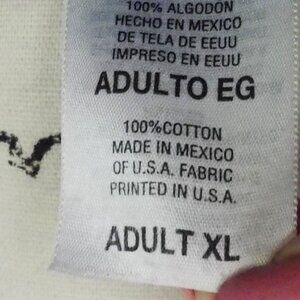 100% ALGODON
HECHO EN MEXICO
DE TELA DE EEUU
IMPRESO EN EEUU
ADULTO EG
100%COTTON
MADE IN MEXICO
OF U.S.A. FABRIC
PRINTED IN U.S.A.
ADULT XL